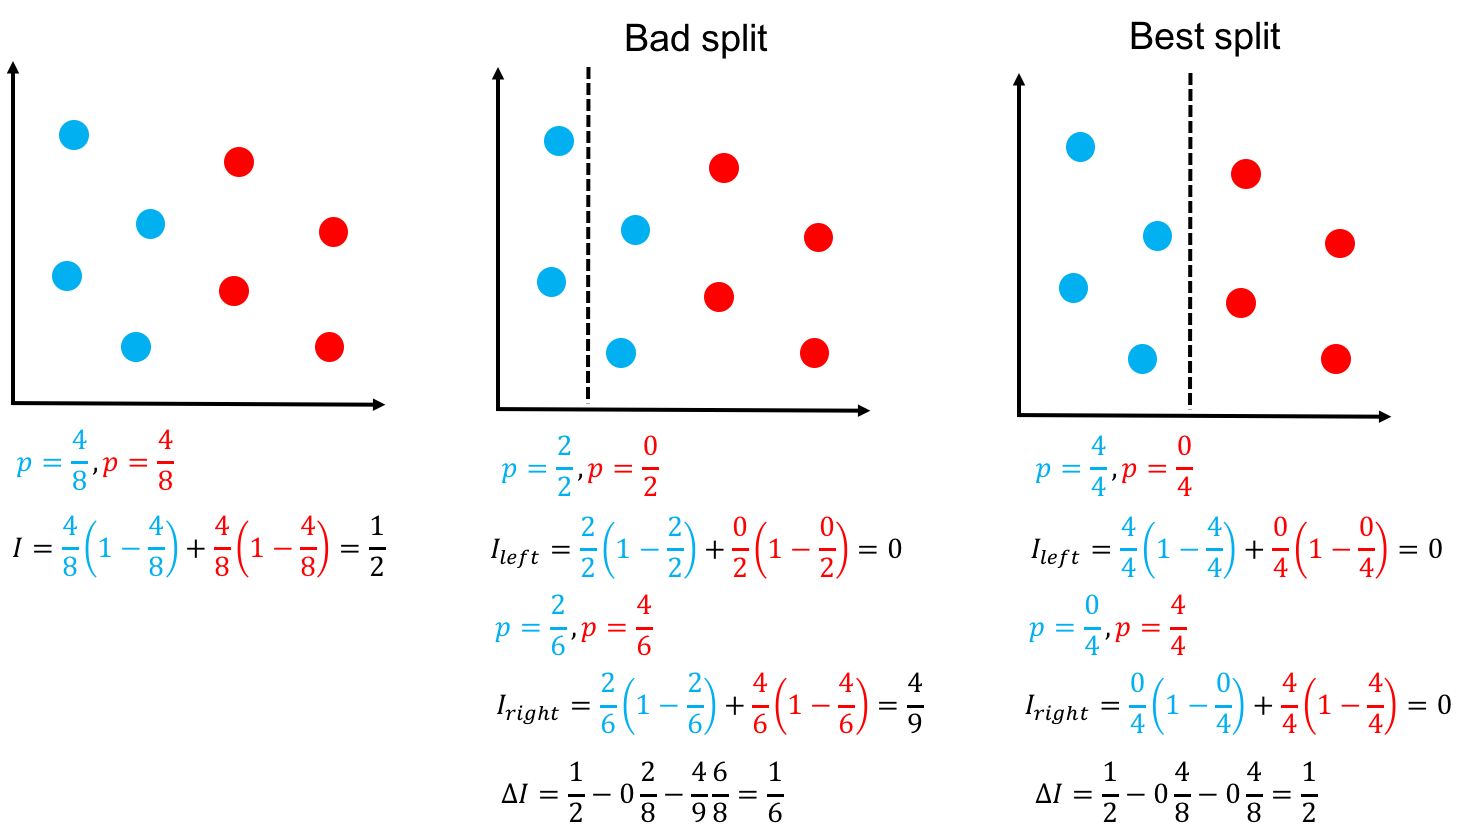 Bad split
Best split
p = 4/8, p = 4/8
I = 4/8(1 − 4/8) + 4/8(1 − 4/8) = 1/2
p = 2/2, p = 0/2
I_left = 2/2(1 − 2/2) + 0/2(1 − 0/2) = 0
p = 2/6, p = 4/6
I_right = 2/6(1 − 2/6) + 4/6(1 − 4/6) = 4/9
ΔI = 1/2 − 0 2/8 − 4/9 6/8 = 1/6
p = 4/4, p = 0/4
I_left = 4/4(1 − 4/4) + 0/4(1 − 0/4) = 0
p = 0/4, p = 4/4
I_right = 0/4(1 − 0/4) + 4/4(1 − 4/4) = 0
ΔI = 1/2 − 0 4/8 − 0 4/8 = 1/2